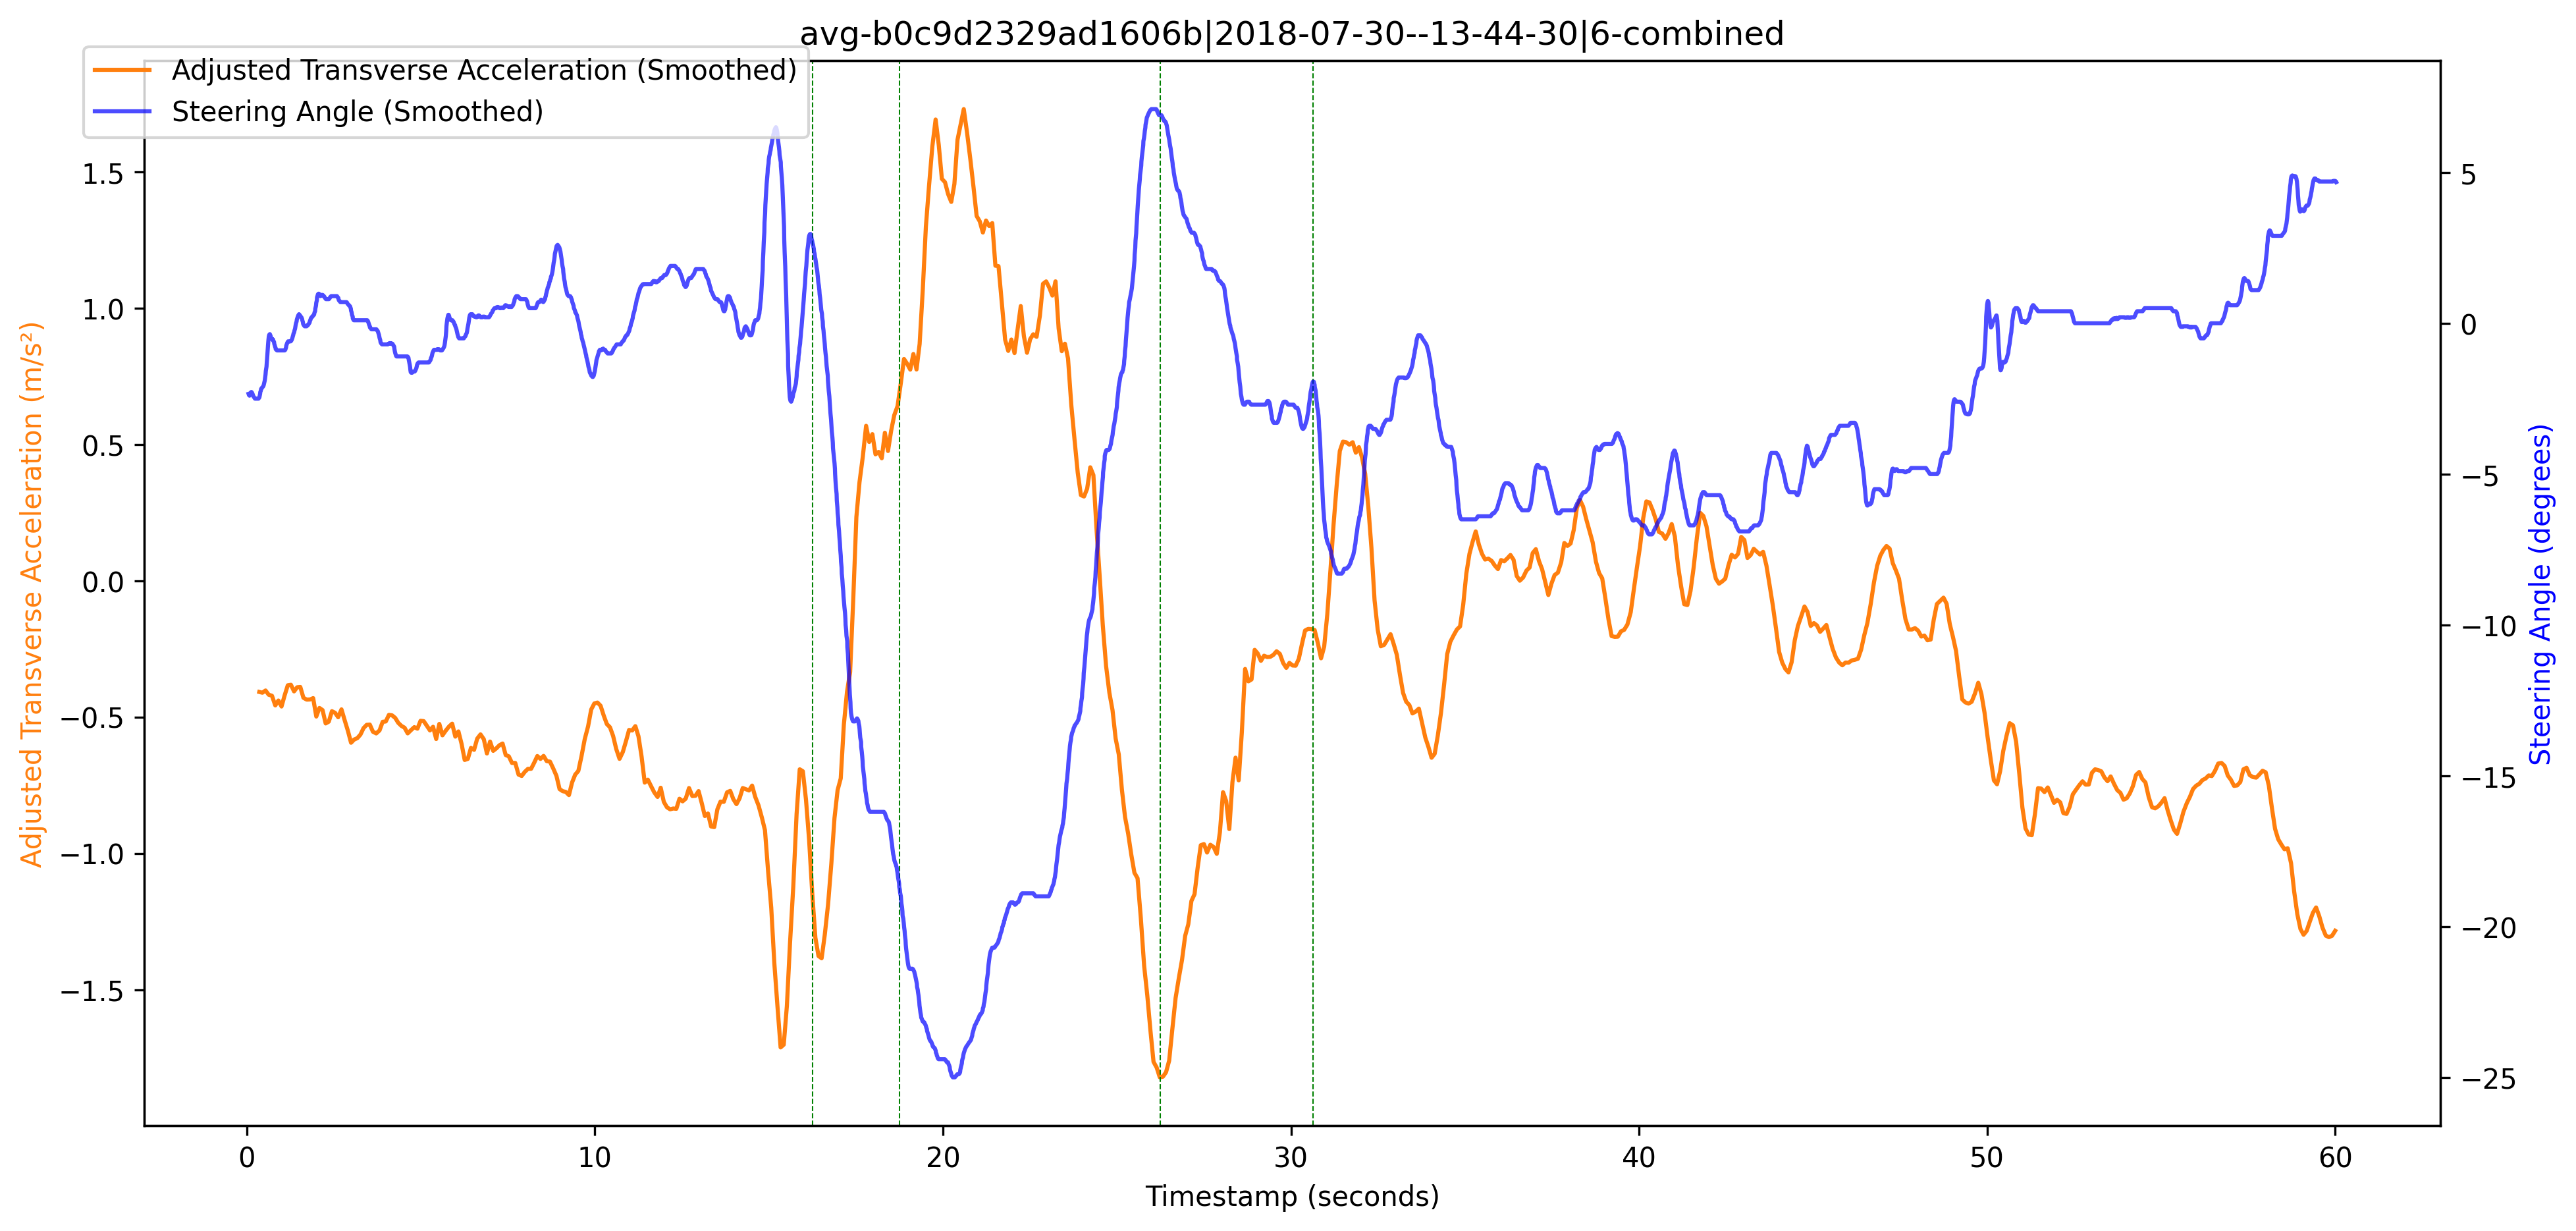 avg-b0c9d2329ad1606b|2018-07-30--13-44-30|6-combined
Adjusted Transverse Acceleration (Smoothed)
Steering Angle (Smoothed)
Adjusted Transverse Acceleration (m/s²)
1.5
1.0
0.5
0.0
−0.5
−1.0
−1.5
5
0
−5
−10
−15
−20
−25
Steering Angle (degrees)
0 10 20 30 40 50 60
Timestamp (seconds)